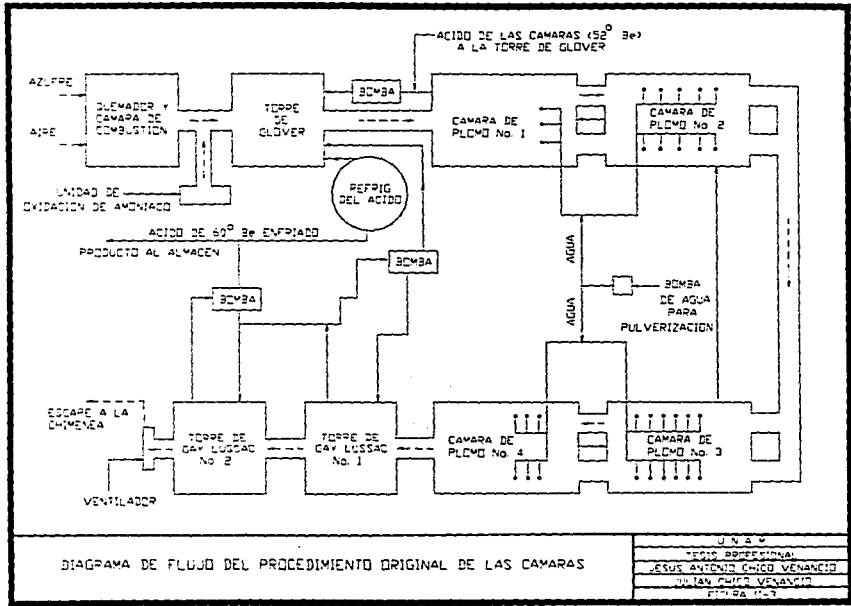 ACIDO DE LAS CAMARAS (52° Be)
A LA TORRE DE GLOVER
AZUFRE
AIRE
QUEMADOR Y
CAMARA DE
COMBUSTION
TORRE
DE
GLOVER
BOMBA
CAMARA DE
PLOMO No. 1
CAMARA DE
PLOMO No. 2
UNIDAD DE
OXIDACION DE AMONIACO
REFRIG
DEL ACIDO
ACIDO DE 60° Be ENFRIADO
PRODUCTO AL ALMACEN
BOMBA
BOMBA
AGUA
AGUA
BOMBA
DE AGUA
PARA
PULVERIZACION
ESCAPE A LA
CHIMENEA
TORRE DE
GAY LUSSAC
No. 2
TORRE DE
GAY LUSSAC
No. 1
CAMARA DE
PLOMO No. 4
CAMARA DE
PLOMO No. 3
VENTILADOR
DIAGRAMA DE FLUJO DEL PROCEDIMIENTO ORIGINAL DE LAS CAMARAS
U N A M
TESIS PROFESIONAL
JESUS ANTONIO CHICO VENANCIO
JULIAN CHICO VENANCIO
FIGURA II-3